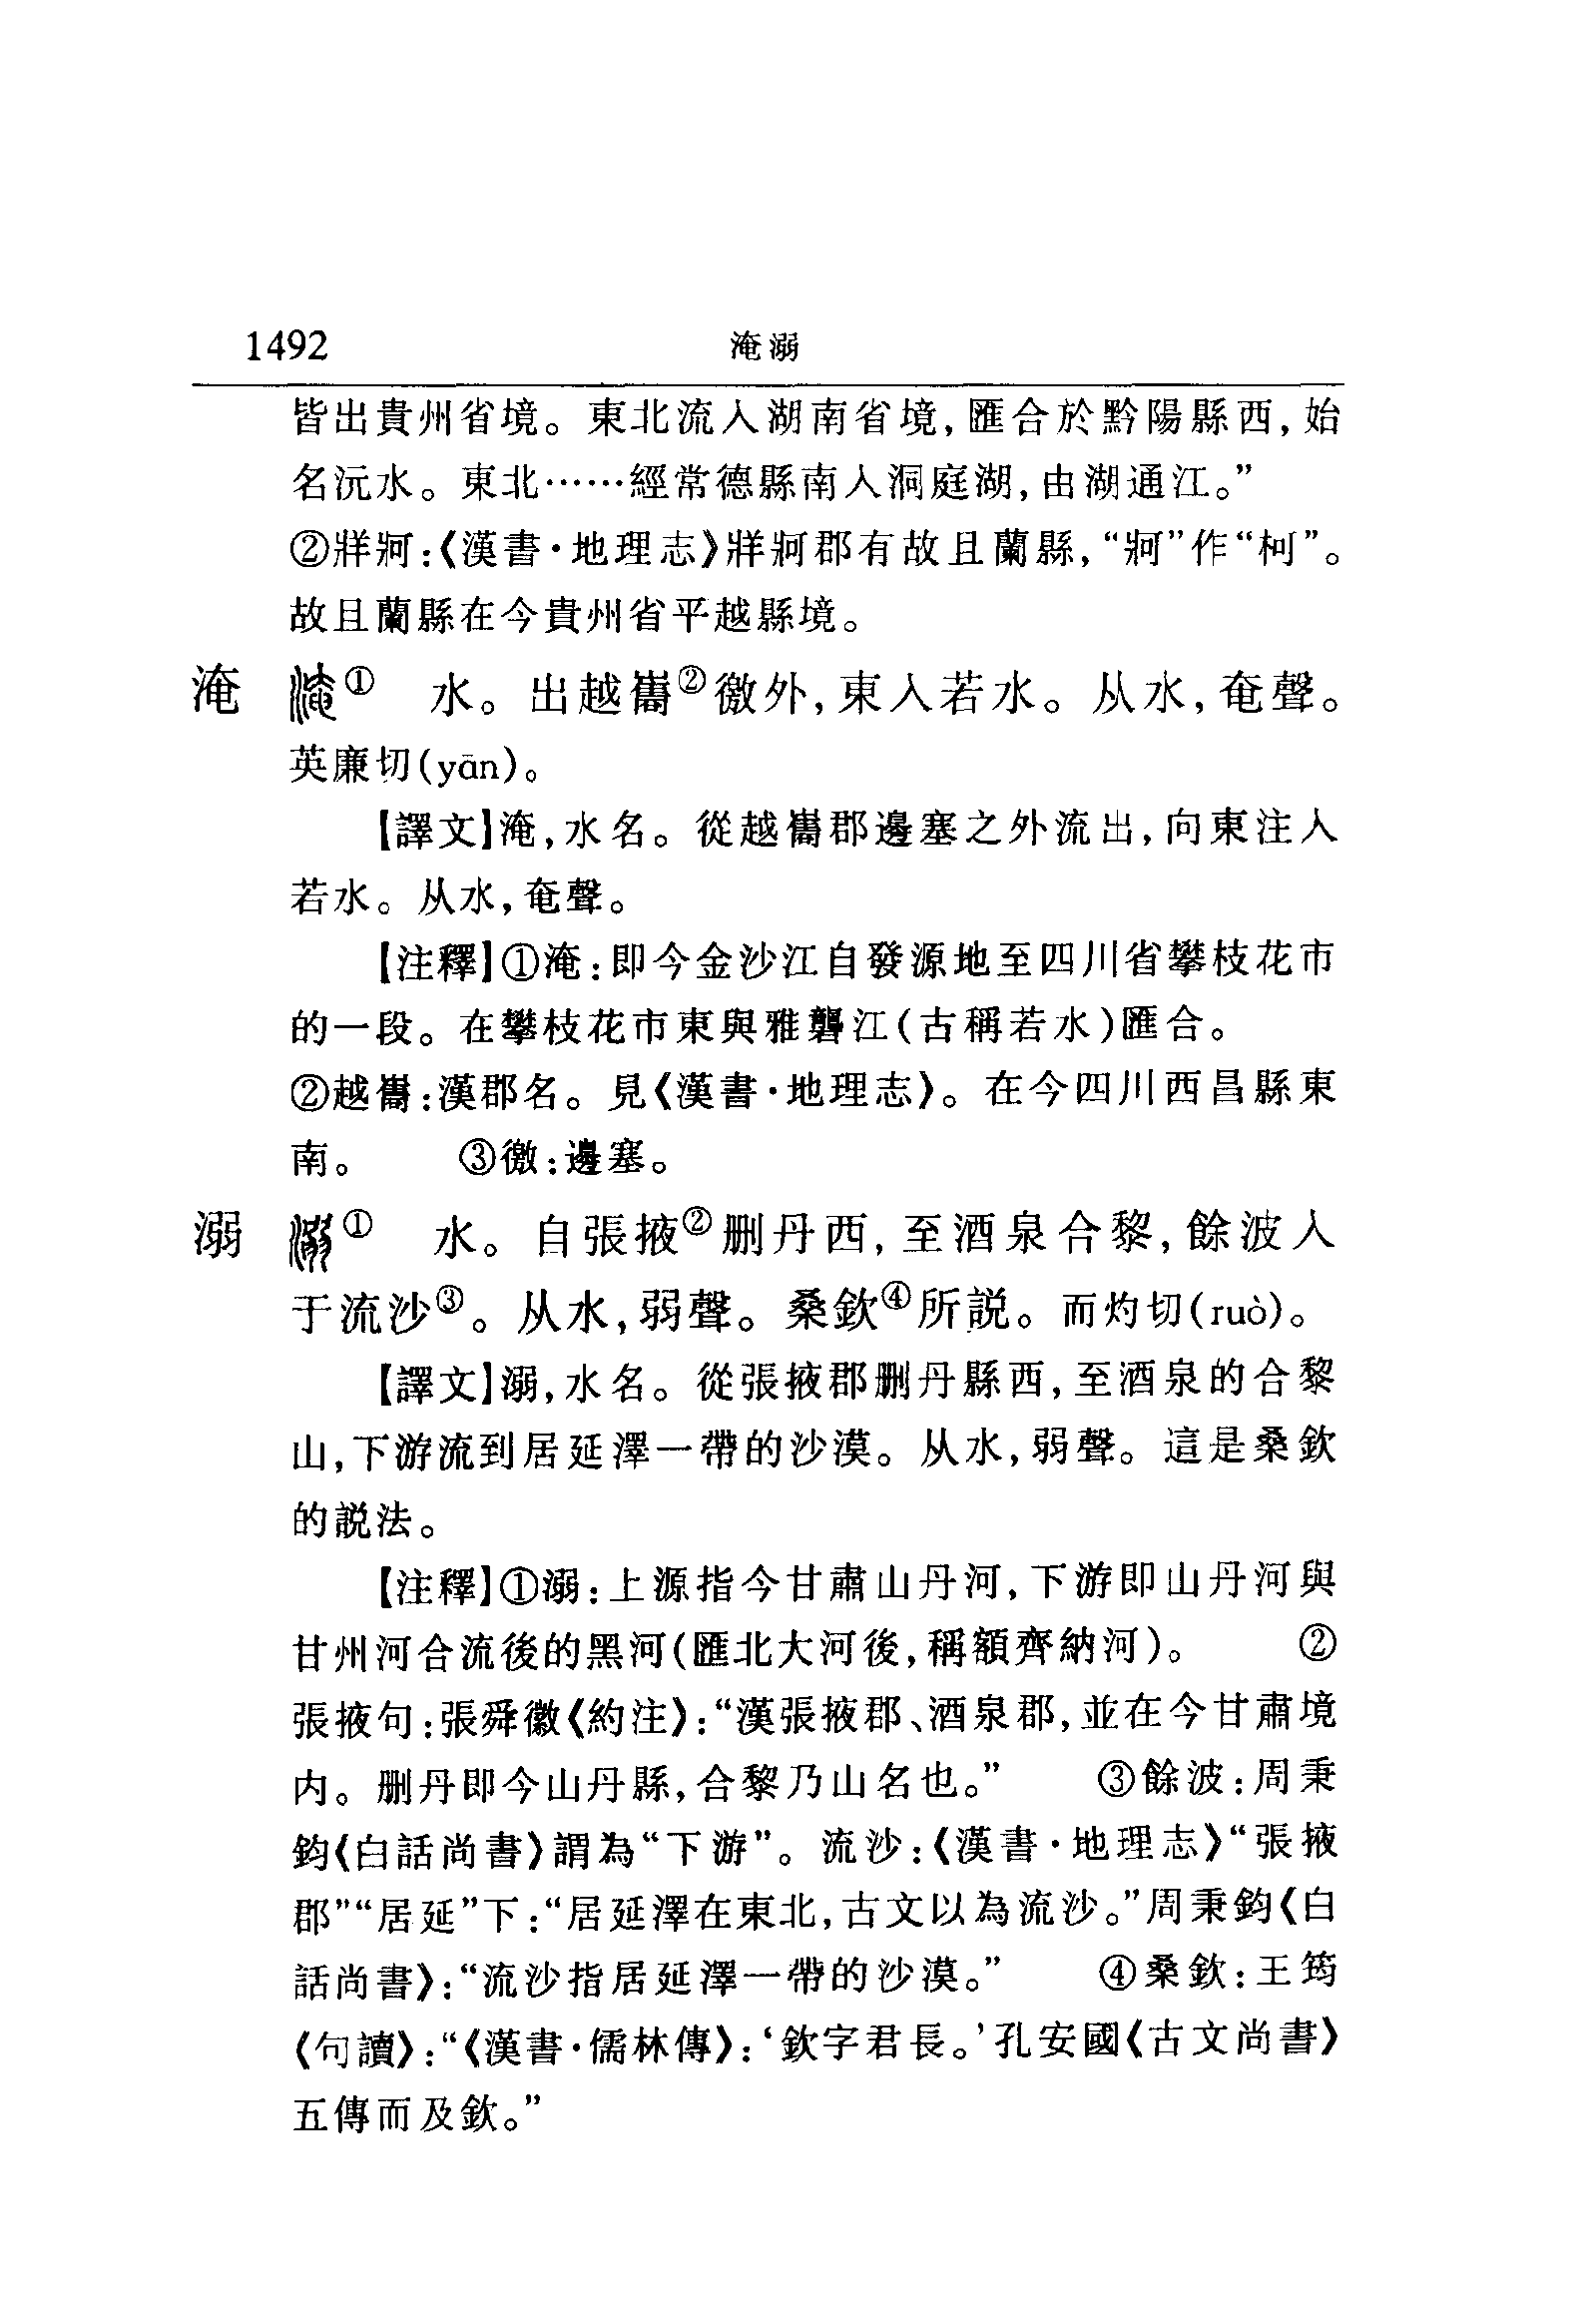 1492 淹溺
皆出貴州省境。東北流入湖南省境,匯合於黔陽縣西,始
名沅水。東北……經常德縣南入洞庭湖,由湖通江。”
②牂牁:《漢書·地理志》牂牁郡有故且蘭縣,“牁”作“柯”。
故且蘭縣在今貴州省平越縣境。
淹 淹① 水。出越巂②徼外,東入若水。从水,奄聲。
英廉切(yān)。
【譯文】淹,水名。從越巂郡邊塞之外流出,向東注入
若水。从水,奄聲。
【注釋】①淹:即今金沙江自發源地至四川省攀枝花市
的一段。在攀枝花市東與雅礱江(古稱若水)匯合。
②越巂:漢郡名。見《漢書·地理志》。在今四川西昌縣東
南。 ③徼:邊塞。
溺 溺① 水。自張掖②删丹西,至酒泉合黎,餘波入
于流沙③。从水,弱聲。桑欽④所説。而灼切(ruò)。
【譯文】溺,水名。從張掖郡删丹縣西,至酒泉的合黎
山,下游流到居延澤一帶的沙漠。从水,弱聲。這是桑欽
的説法。
【注釋】①溺:上源指今甘肅山丹河,下游即山丹河與
甘州河合流後的黑河(匯北大河後,稱額齊納河)。 ②
張掖句:張舜徽《約注》:“漢張掖郡、酒泉郡,並在今甘肅境
内。删丹即今山丹縣,合黎乃山名也。” ③餘波:周秉
鈞《白話尚書》謂為“下游”。流沙:《漢書·地理志》“張掖
郡”“居延”下:“居延澤在東北,古文以為流沙。”周秉鈞《白
話尚書》:“流沙指居延澤一帶的沙漠。” ④桑欽:王筠
《句讀》:“《漢書·儒林傳》:‘欽字君長。’孔安國《古文尚書》
五傳而及欽。”